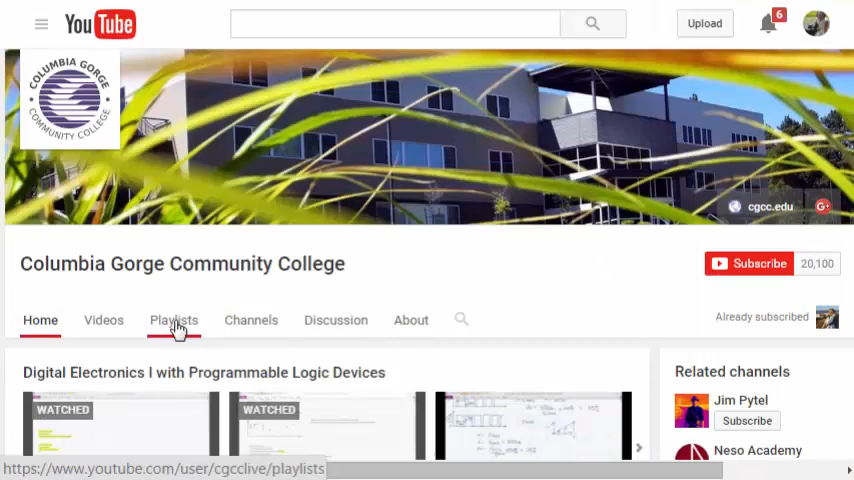 YouTube
Upload
6
COLUMBIA GORGE
COMMUNITY COLLEGE
cgcc.edu
G+
Columbia Gorge Community College
Subscribe 20,100
Home Videos Playlists Channels Discussion About
Already subscribed
Digital Electronics I with Programmable Logic Devices
WATCHED
WATCHED
Related channels
Jim Pytel
Subscribe
Neso Academy
https://www.youtube.com/user/cgcclive/playlists